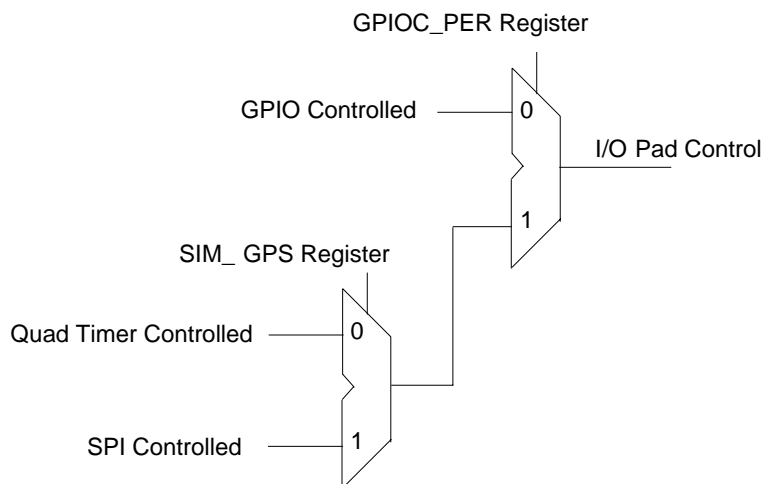 GPIOC_PER Register
GPIO Controlled
0
I/O Pad Control
1
SIM_ GPS Register
Quad Timer Controlled
0
SPI Controlled
1